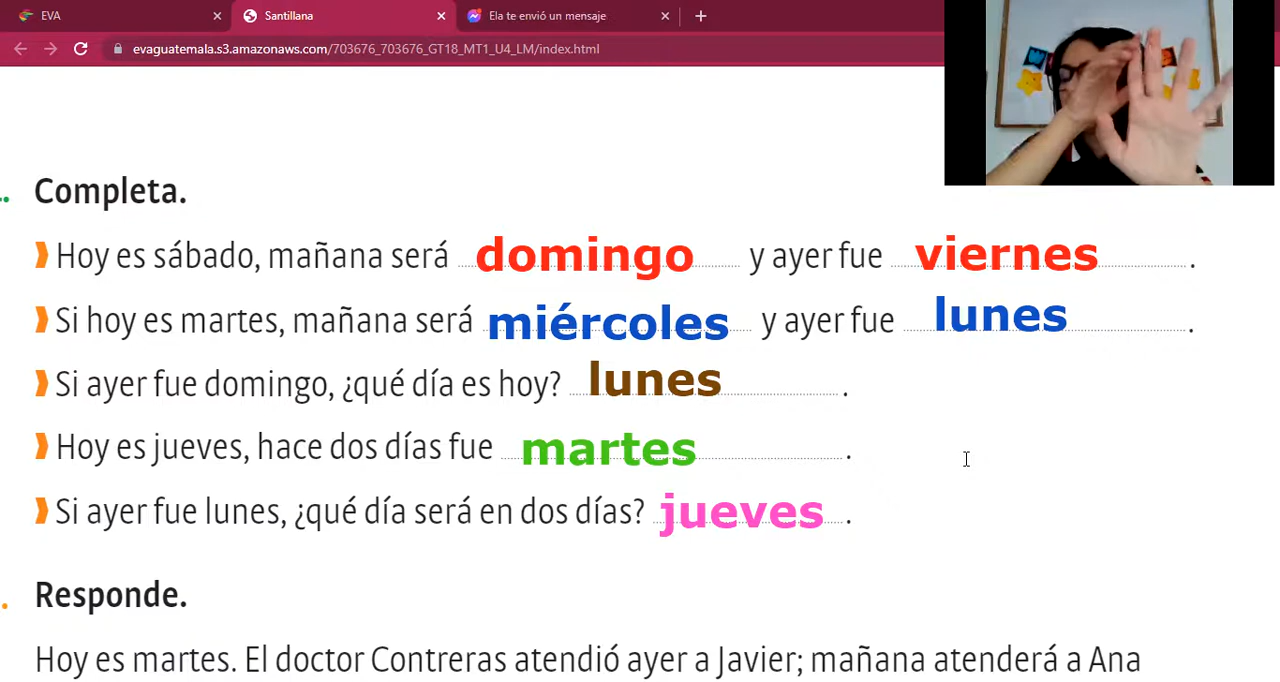 EVA
Santillana
Ela te envió un mensaje
evaguatemala.s3.amazonaws.com/703676_703676_GT18_MT1_U4_LM/index.html
Completa.
Hoy es sábado, mañana será domingo y ayer fue viernes.
Si hoy es martes, mañana será miércoles y ayer fue lunes.
Si ayer fue domingo, ¿qué día es hoy? lunes.
Hoy es jueves, hace dos días fue martes.
Si ayer fue lunes, ¿qué día será en dos días? jueves.
Responde.
Hoy es martes. El doctor Contreras atendió ayer a Javier; mañana atenderá a Ana